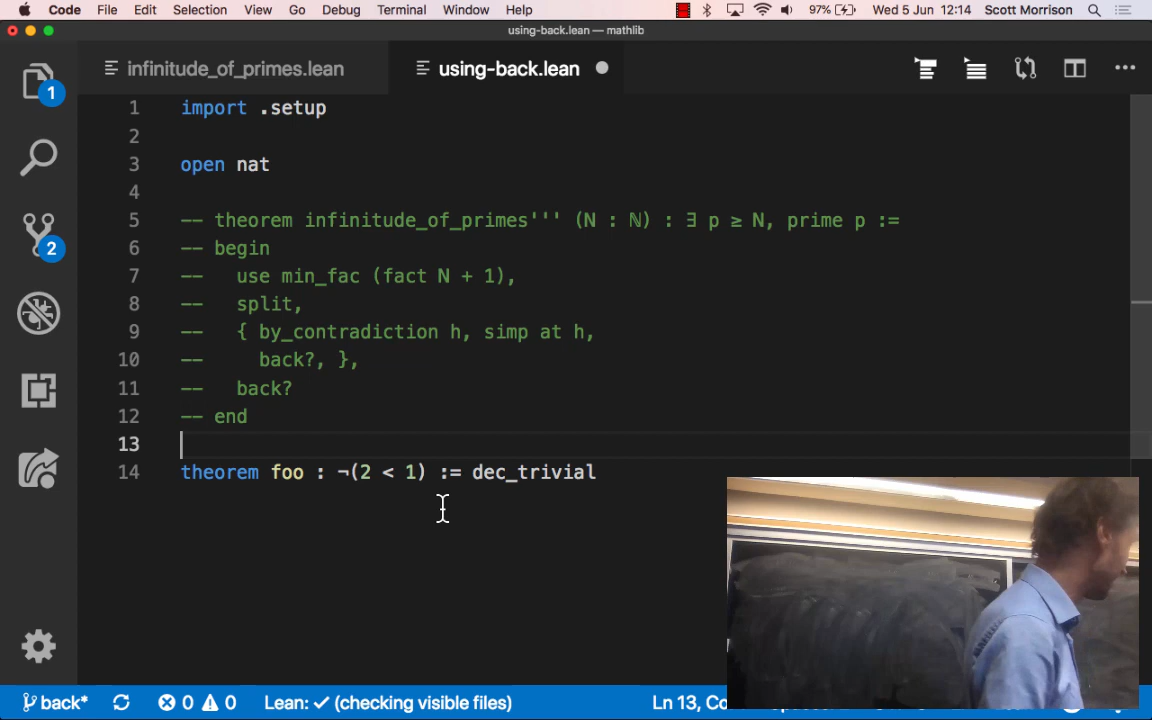 Code File Edit Selection View Go Debug Terminal Window Help 97% Wed 5 Jun 12:14 Scott Morrison
using-back.lean — mathlib
infinitude_of_primes.lean using-back.lean
1
2
1 import .setup
2
3 open nat
4
5 -- theorem infinitude_of_primes''' (N : ℕ) : ∃ p ≥ N, prime p :=
6 -- begin
7 --   use min_fac (fact N + 1),
8 --   split,
9 --   { by_contradiction h, simp at h,
10 --     back?, },
11 --   back?
12 -- end
13
14 theorem foo : ¬(2 < 1) := dec_trivial
back* 0 0 Lean: ✓ (checking visible files) Ln 13,